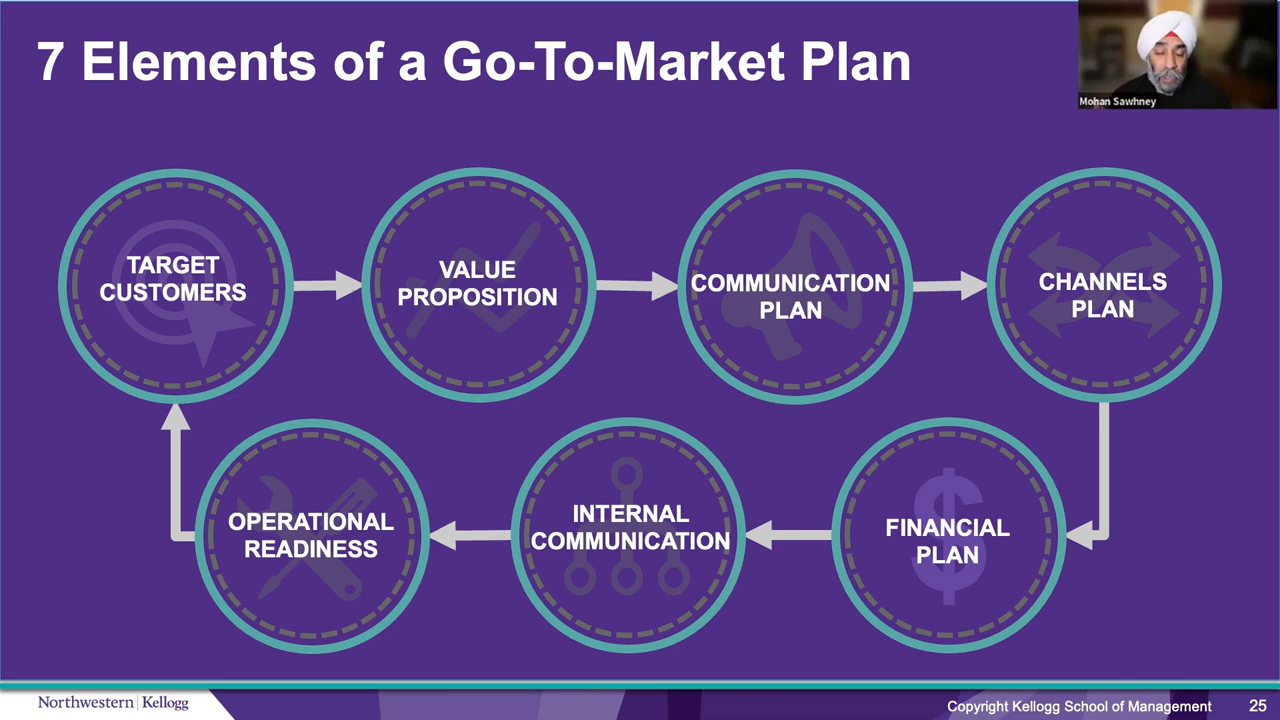 7 Elements of a Go-To-Market Plan
Mohan Sawhney
TARGET
CUSTOMERS
VALUE
PROPOSITION
COMMUNICATION
PLAN
CHANNELS
PLAN
FINANCIAL
PLAN
INTERNAL
COMMUNICATION
OPERATIONAL
READINESS
$
Northwestern | Kellogg
Copyright Kellogg School of Management 25